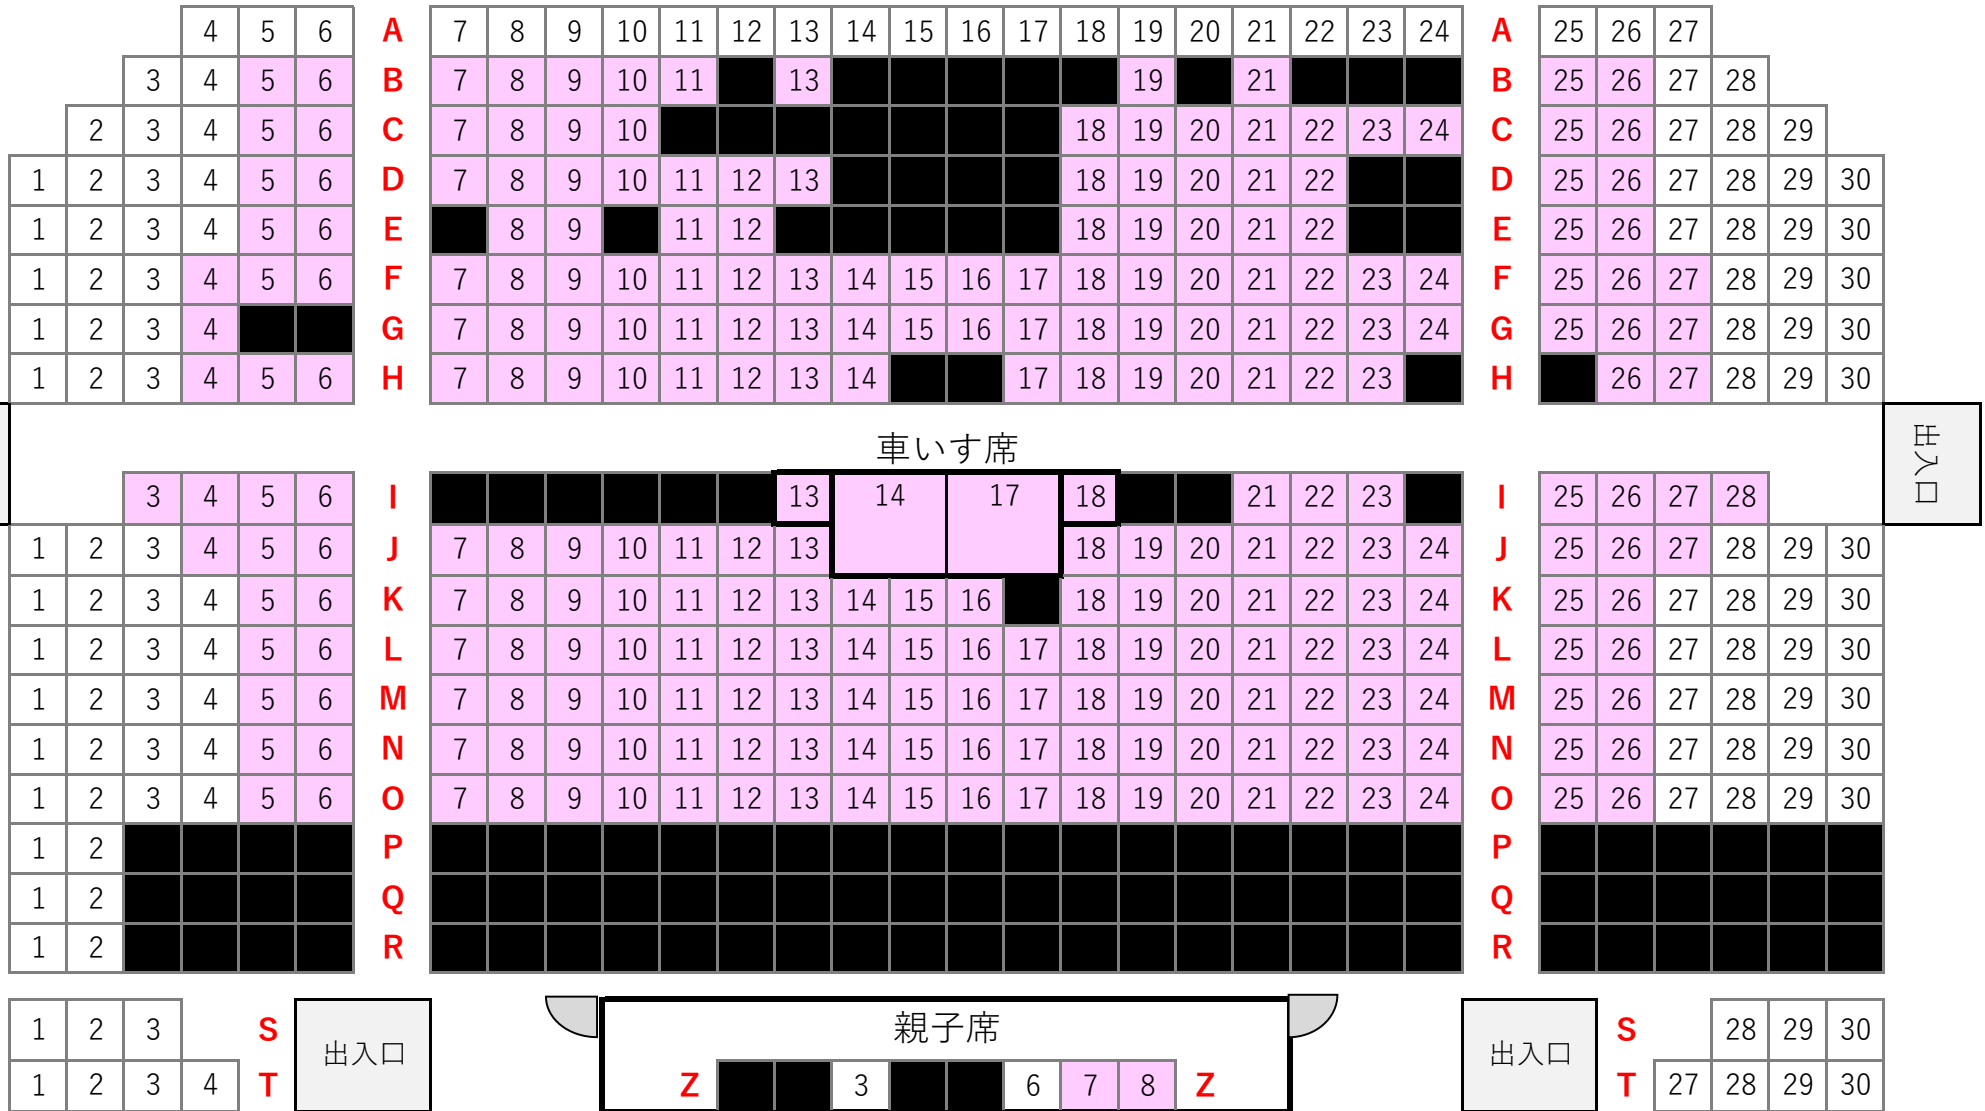 4 5 6 A 7 8 9 10 11 12 13 14 15 16 17 18 19 20 21 22 23 24 A 25 26 27
3 4 5 6 B 7 8 9 10 11 13 19 21 B 25 26 27 28
2 3 4 5 6 C 7 8 9 10 18 19 20 21 22 23 24 C 25 26 27 28 29
1 2 3 4 5 6 D 7 8 9 10 11 12 13 18 19 20 21 22 D 25 26 27 28 29 30
1 2 3 4 5 6 E 8 9 11 12 18 19 20 21 22 E 25 26 27 28 29 30
1 2 3 4 5 6 F 7 8 9 10 11 12 13 14 15 16 17 18 19 20 21 22 23 24 F 25 26 27 28 29 30
1 2 3 4 G 7 8 9 10 11 12 13 14 15 16 17 18 19 20 21 22 23 24 G 25 26 27 28 29 30
1 2 3 4 5 6 H 7 8 9 10 11 12 13 14 17 18 19 20 21 22 23 H 26 27 28 29 30
車いす席
出入口
3 4 5 6 I 13 14 17 18 21 22 23 I 25 26 27 28
1 2 3 4 5 6 J 7 8 9 10 11 12 13 18 19 20 21 22 23 24 J 25 26 27 28 29 30
1 2 3 4 5 6 K 7 8 9 10 11 12 13 14 15 16 18 19 20 21 22 23 24 K 25 26 27 28 29 30
1 2 3 4 5 6 L 7 8 9 10 11 12 13 14 15 16 17 18 19 20 21 22 23 24 L 25 26 27 28 29 30
1 2 3 4 5 6 M 7 8 9 10 11 12 13 14 15 16 17 18 19 20 21 22 23 24 M 25 26 27 28 29 30
1 2 3 4 5 6 N 7 8 9 10 11 12 13 14 15 16 17 18 19 20 21 22 23 24 N 25 26 27 28 29 30
1 2 3 4 5 6 O 7 8 9 10 11 12 13 14 15 16 17 18 19 20 21 22 23 24 O 25 26 27 28 29 30
1 2 P P
1 2 Q Q
1 2 R R
1 2 3 S 親子席 S 28 29 30
出入口 出入口
1 2 3 4 T Z 3 6 7 8 Z T 27 28 29 30